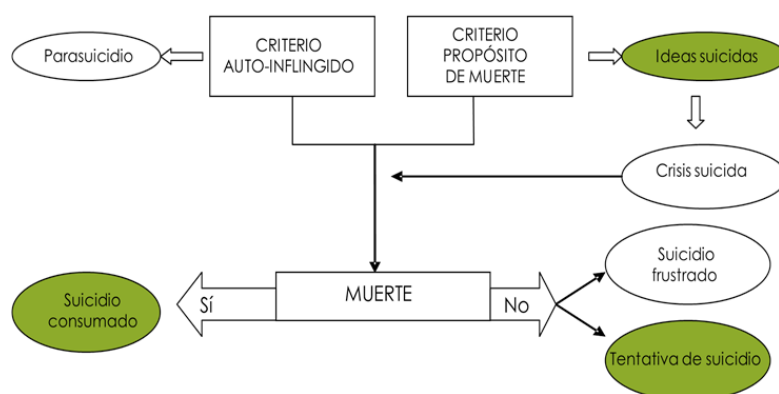 Parasuicidio
CRITERIO
AUTO-INFLINGIDO
CRITERIO
PROPÓSITO
DE MUERTE
Ideas suicidas
Crisis suicida
Suicidio
frustrado
Suicidio
consumado
Sí
MUERTE
No
Tentativa de suicidio